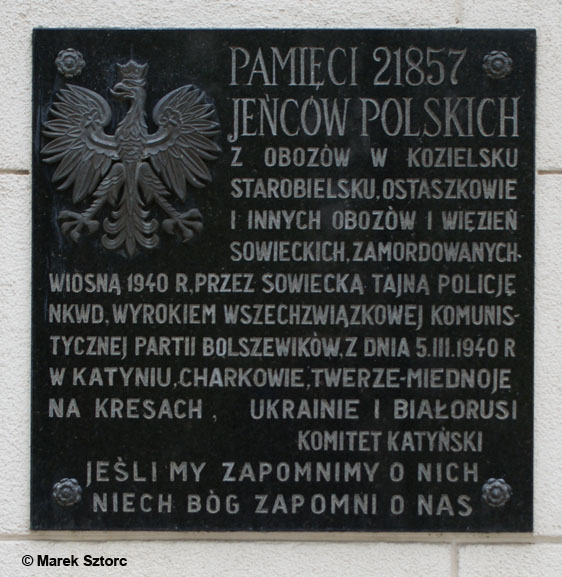 PAMIĘCI 21857
JEŃCÓW POLSKICH
Z OBOZÓW W KOZIELSKU
STAROBIELSKU, OSTASZKOWIE
I INNYCH OBOZÓW I WIĘZIEŃ
SOWIECKICH, ZAMORDOWANYCH
WIOSNĄ 1940 R, PRZEZ SOWIECKĄ TAJNĄ POLICJĘ
NKWD, WYROKIEM WSZECHZWIĄZKOWEJ KOMUNIS-
TYCZNEJ PARTII BOLSZEWIKÓW, Z DNIA 5.III.1940 R
W KATYNIU, CHARKOWIE, TWERZE-MIEDNOJE
NA KRESACH, UKRAINIE I BIAŁORUSI
KOMITET KATYŃSKI
JEŚLI MY ZAPOMNIMY O NICH
NIECH BÓG ZAPOMNI O NAS
© Marek Sztorc